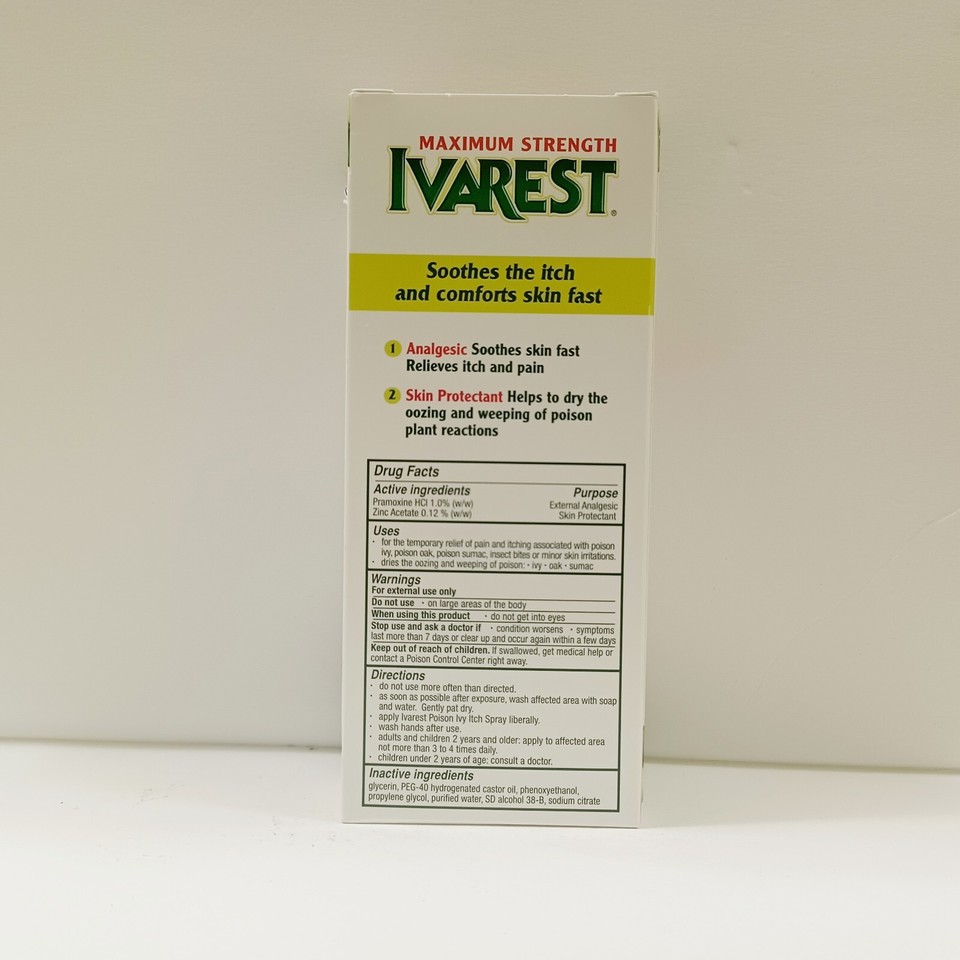 MAXIMUM STRENGTH
IVAREST®
Soothes the itch
and comforts skin fast
1 Analgesic Soothes skin fast
Relieves itch and pain
2 Skin Protectant Helps to dry the
oozing and weeping of poison
plant reactions
Drug Facts
Active ingredients Purpose
Pramoxine HCl 1.0% (w/w) External Analgesic
Zinc Acetate 0.12 % (w/w) Skin Protectant
Uses
· for the temporary relief of pain and itching associated with poison
ivy, poison oak, poison sumac, insect bites or minor skin irritations.
· dries the oozing and weeping of poison: · ivy · oak · sumac
Warnings
For external use only
Do not use · on large areas of the body
When using this product · do not get into eyes
Stop use and ask a doctor if · condition worsens · symptoms
last more than 7 days or clear up and occur again within a few days
Keep out of reach of children. If swallowed, get medical help or
contact a Poison Control Center right away.
Directions
· do not use more often than directed.
· as soon as possible after exposure, wash affected area with soap
and water. Gently pat dry.
· apply Ivarest Poison Ivy Itch Spray liberally.
· wash hands after use.
· adults and children 2 years and older: apply to affected area
not more than 3 to 4 times daily.
· children under 2 years of age: consult a doctor.
Inactive ingredients
glycerin, PEG-40 hydrogenated castor oil, phenoxyethanol,
propylene glycol, purified water, SD alcohol 38-B, sodium citrate